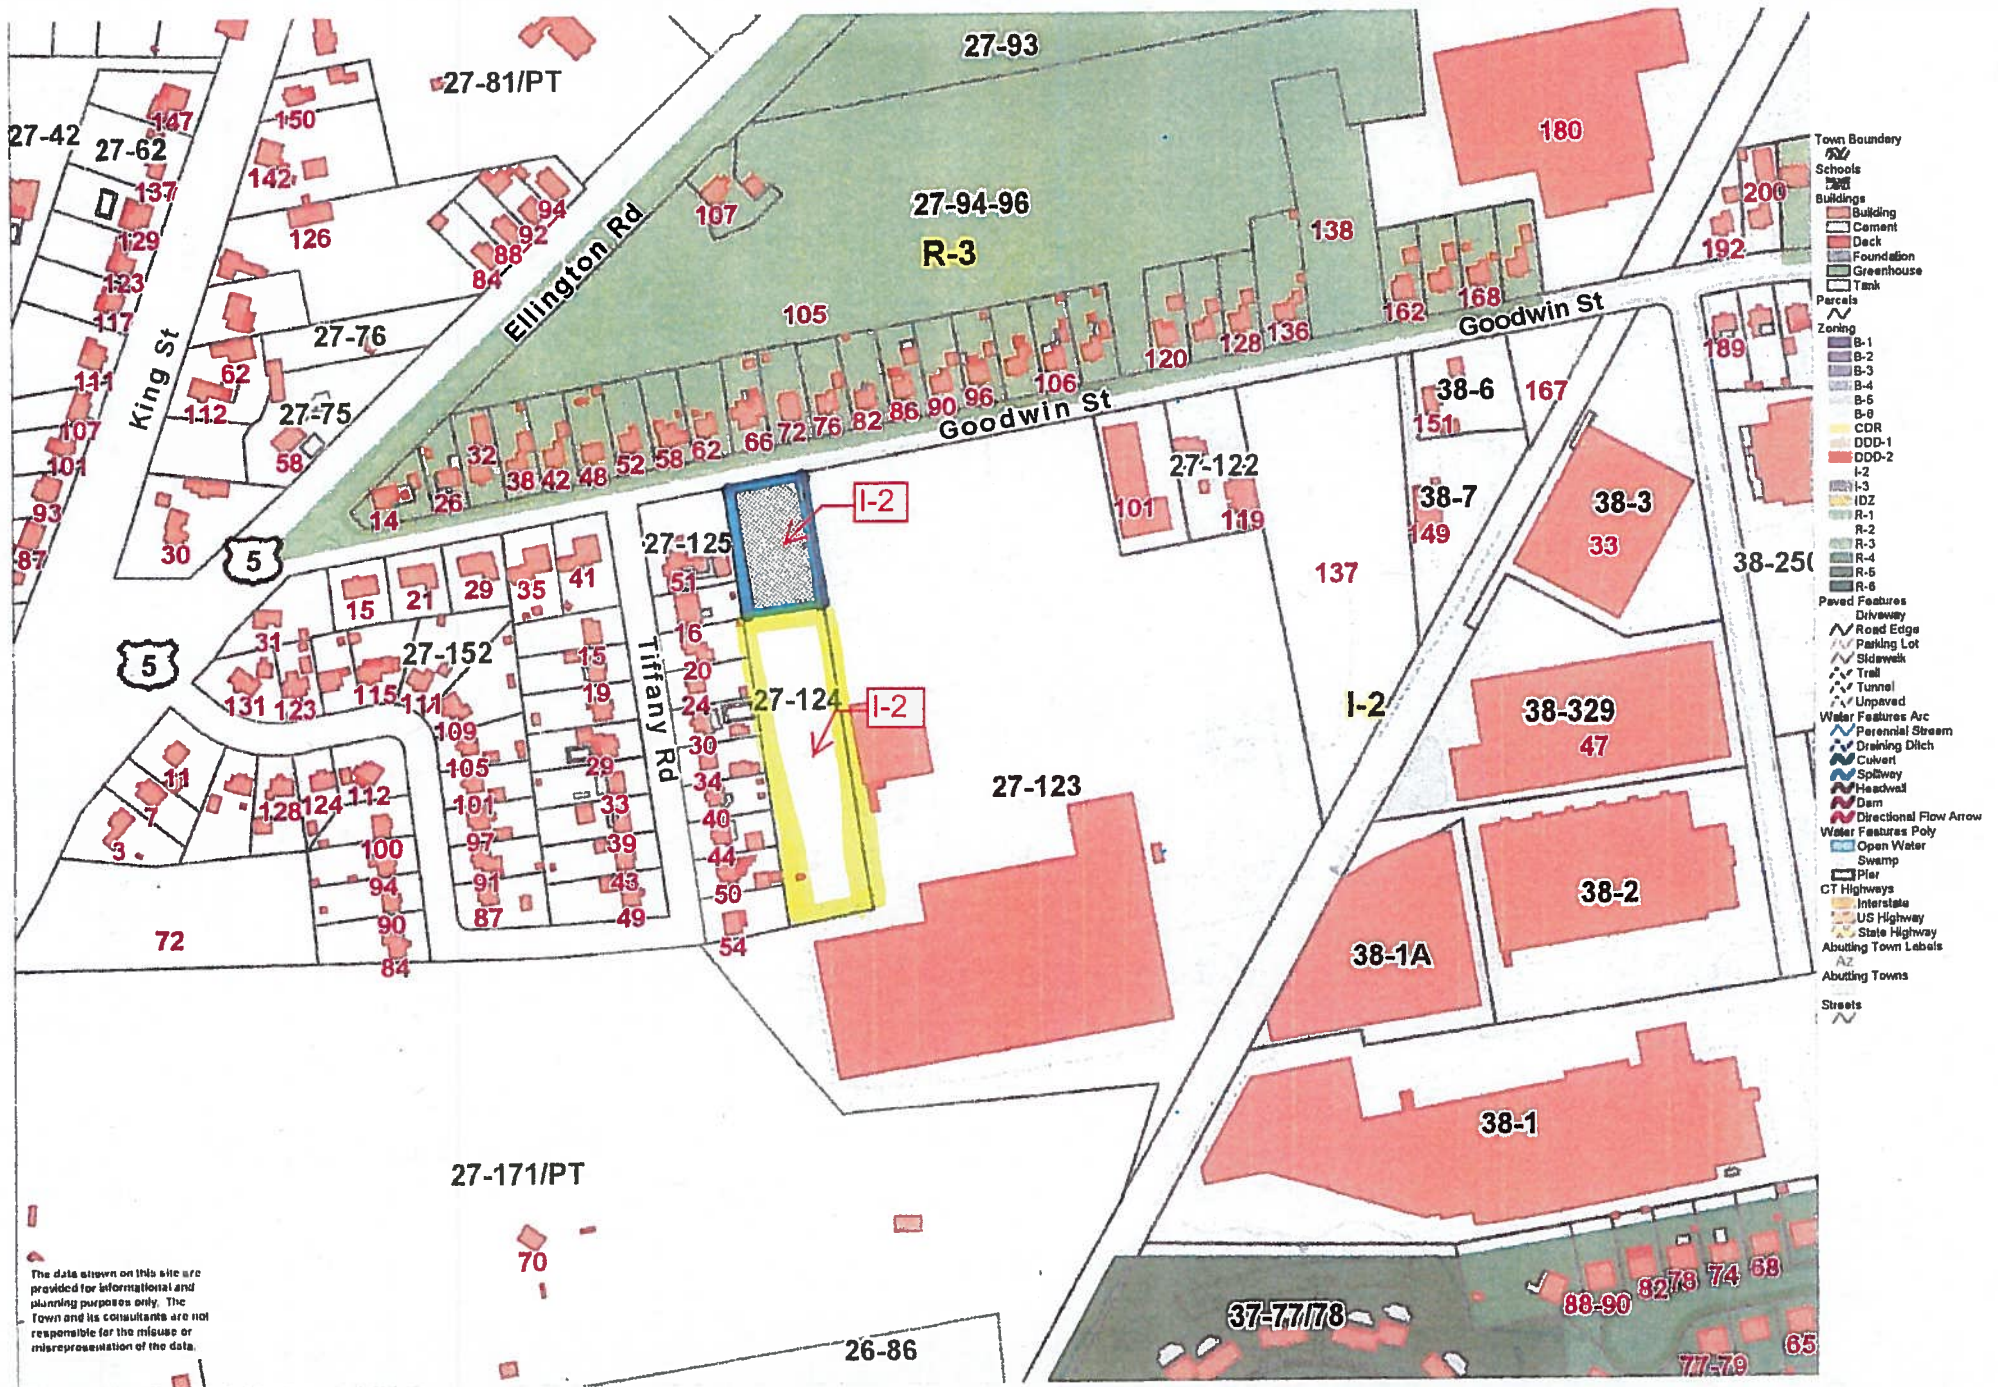 27-93
27-81/PT
180
150
147
27-42
27-62
142
137
129
126
123
117
94
92
88
84
107
27-94-96
R-3
138
200
192
Ellington Rd
105
27-76
King St
62
112
111
27-75
58
107
101
93
87
30
162
168
Goodwin St
120
128
136
189
106
96
90
86
82
76
72
66
62
58
52
48
42
38
32
26
14
Goodwin St
38-6
151
167
27-122
101
119
38-7
149
38-3
33
38-250
137
I-2
5
27-125
51
41
35
29
21
15
5
31
27-152
131
123
115
111
109
105
101
97
91
87
15
19
29
33
39
43
49
Tiffany Rd
16
20
24
30
34
40
44
50
54
27-124
I-2
I-2
38-329
47
27-123
11
7
3
128
124
112
100
94
90
84
72
38-2
38-1A
38-1
27-171/PT
70
26-86
37-77/78
88-90
82
78
74
68
65
77-79
The data shown on this site are
provided for informational and
planning purposes only. The
Town and its consultants are not
responsible for the misuse or
misrepresentation of the data.
Town Boundary
Schools
Buildings
Building
Cement
Deck
Foundation
Greenhouse
Tank
Parcels
Zoning
B-1
B-2
B-3
B-4
B-5
B-6
CDR
DDD-1
DDD-2
I-2
I-3
IDZ
R-1
R-2
R-3
R-4
R-5
R-6
Paved Features
Driveway
Road Edge
Parking Lot
Sidewalk
Trail
Tunnel
Unpaved
Water Features Arc
Perennial Stream
Draining Ditch
Culvert
Spillway
Headwall
Dam
Directional Flow Arrow
Water Features Poly
Open Water
Swamp
Pier
CT Highways
Interstate
US Highway
State Highway
Abutting Town Labels
Az
Abutting Towns
Streets